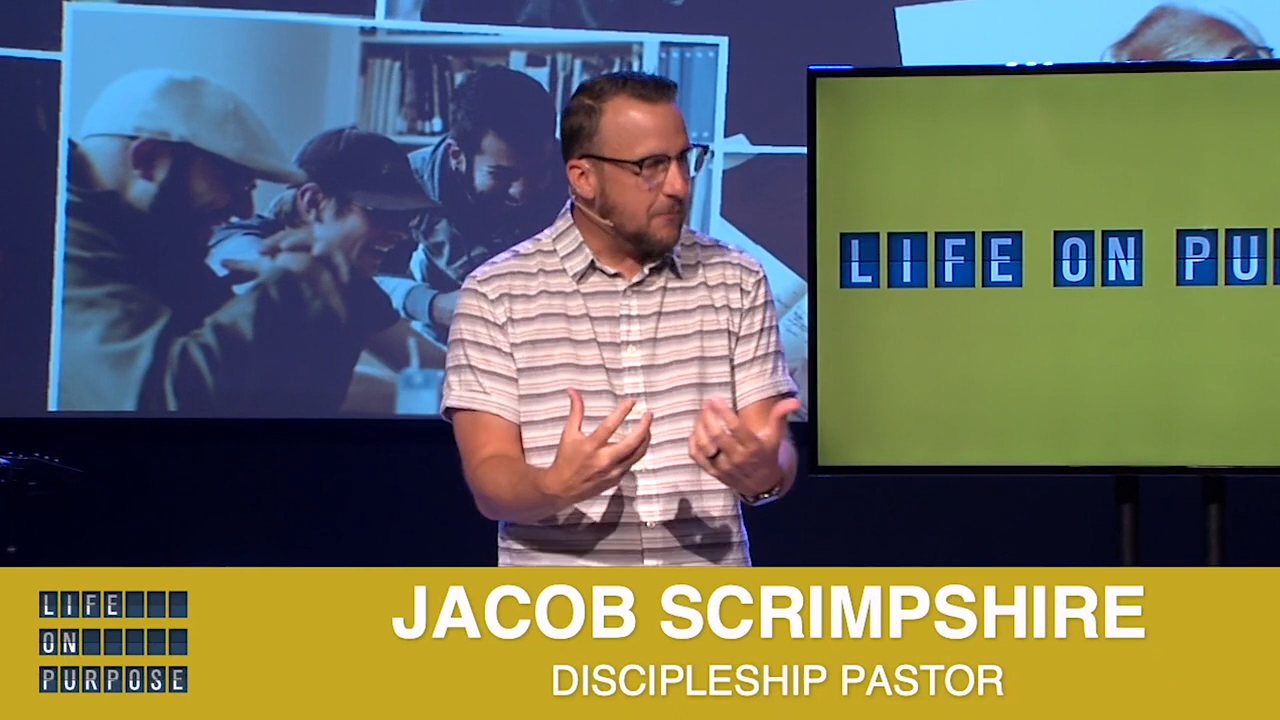 LIFE ON PU
LIFE
ON
PURPOSE
JACOB SCRIMPSHIRE
DISCIPLESHIP PASTOR